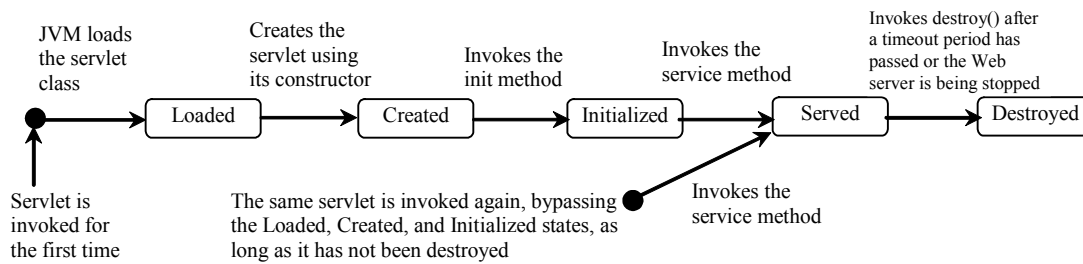 JVM loads
the servlet
class
Creates the
servlet using
its constructor
Invokes
the init method
Invokes the
service method
Invokes destroy() after
a timeout period has
passed or the Web
server is being stopped
Loaded
Created
Initialized
Served
Destroyed
Servlet is
invoked for
the first time
The same servlet is invoked again, bypassing
the Loaded, Created, and Initialized states, as
long as it has not been destroyed
Invokes the
service method